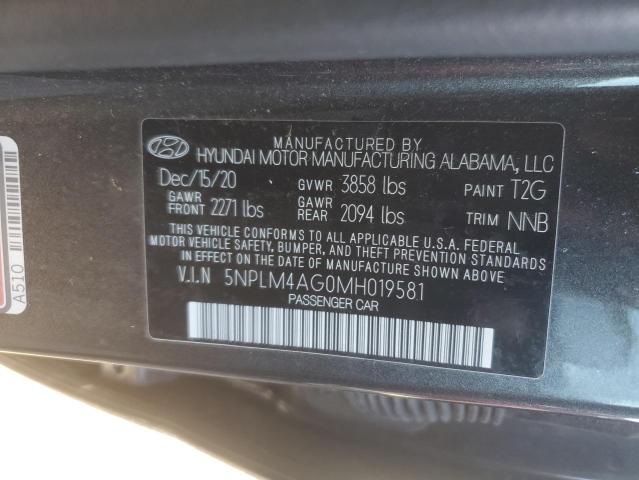 MANUFACTURED BY
HYUNDAI MOTOR MANUFACTURING ALABAMA, LLC
Dec/15/20 GVWR 3858 lbs PAINT T2G
GAWR FRONT 2271 lbs GAWR REAR 2094 lbs TRIM NNB
THIS VEHICLE CONFORMS TO ALL APPLICABLE U.S.A. FEDERAL
MOTOR VEHICLE SAFETY, BUMPER, AND THEFT PREVENTION STANDARDS
IN EFFECT ON THE DATE OF MANUFACTURE SHOWN ABOVE
V.I.N 5NPLM4AG0MH019581
PASSENGER CAR
A510